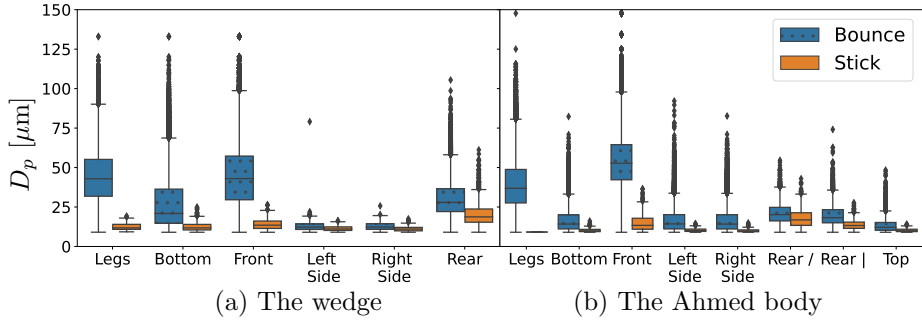 150
125
100
75
50
25
0
D_p [μm]
Bounce
Stick
Legs Bottom Front Left Side Right Side Rear
Legs Bottom Front Left Side Right Side Rear / Rear | Top
(a) The wedge
(b) The Ahmed body